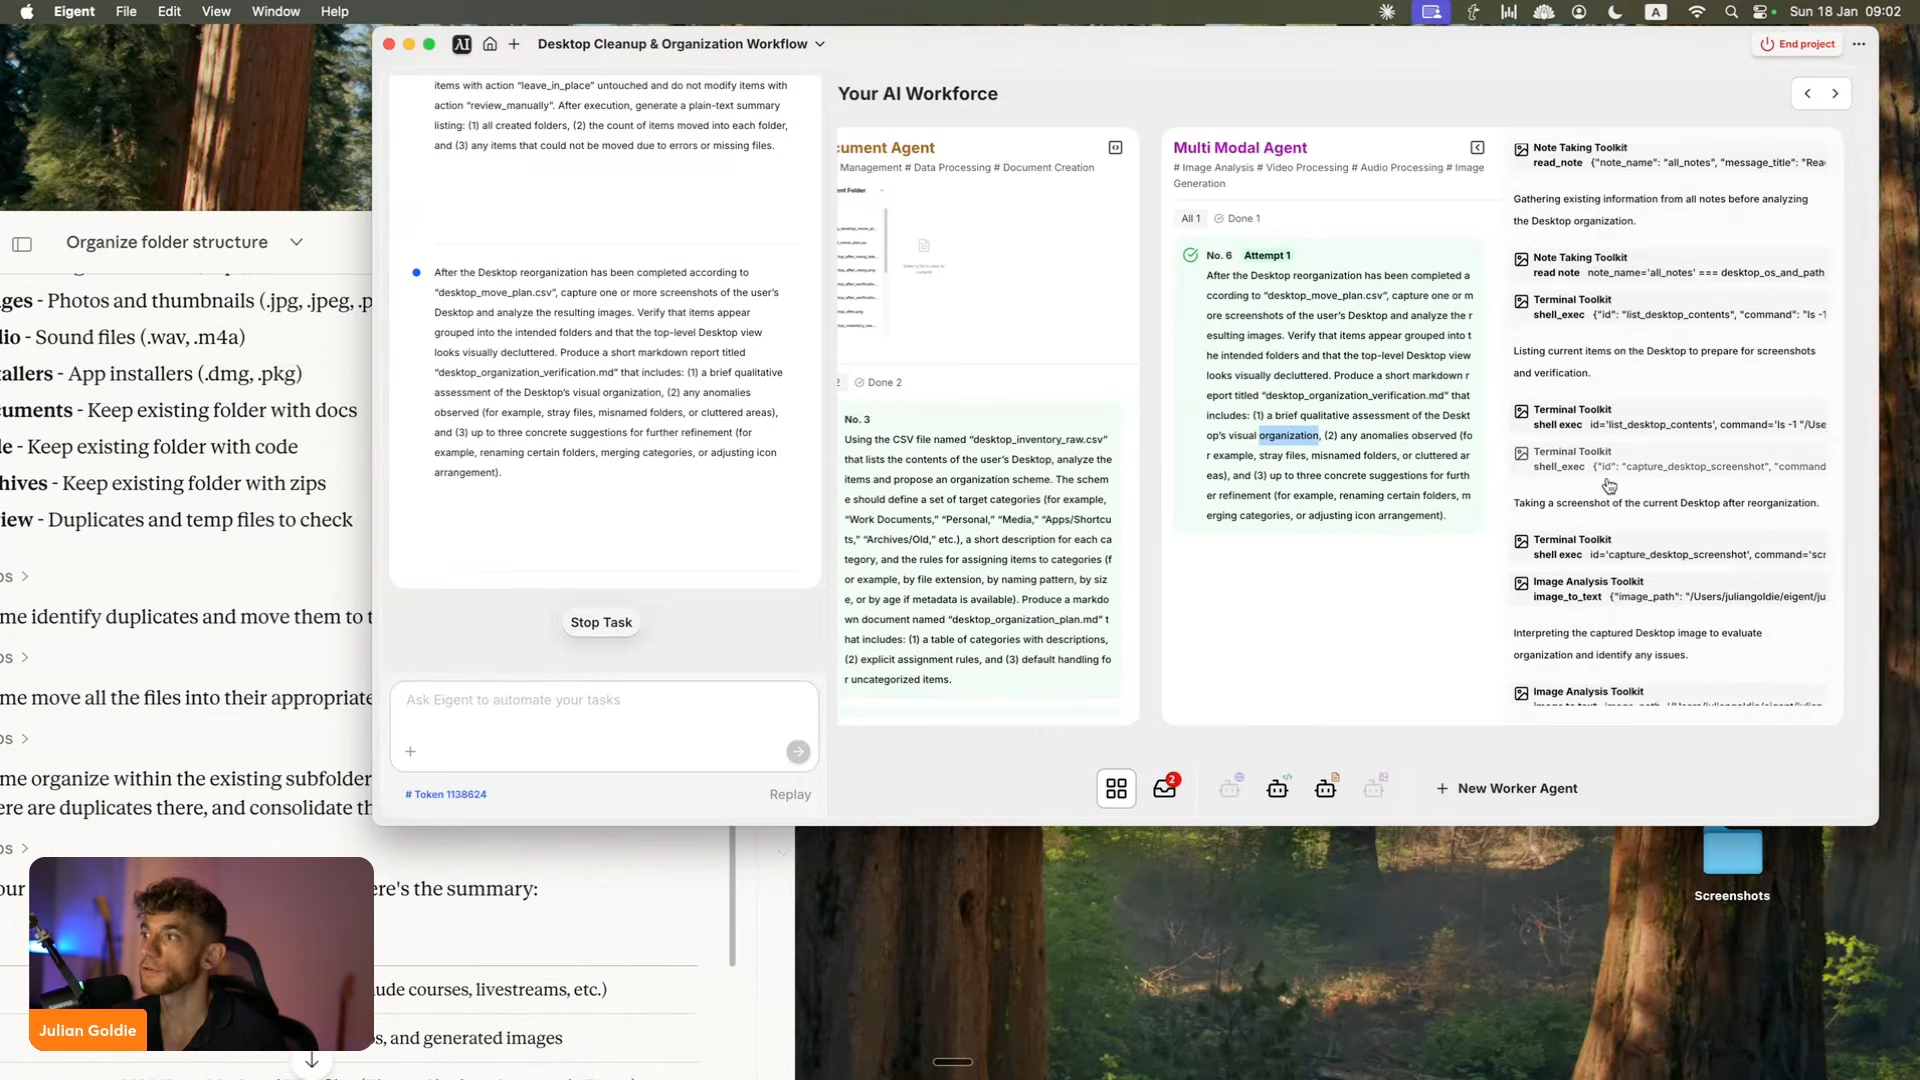 Eigent File Edit View Window Help
A Sun 18 Jan 09:02
Desktop Cleanup & Organization Workflow
End project
items with action “leave_in_place” untouched and do not modify items with
action “review_manually”. After execution, generate a plain-text summary
listing: (1) all created folders, (2) the count of items moved into each folder,
and (3) any items that could not be moved due to errors or missing files.
After the Desktop reorganization has been completed according to
“desktop_move_plan.csv”, capture one or more screenshots of the user’s
Desktop and analyze the resulting images. Verify that items appear
grouped into the intended folders and that the top-level Desktop view
looks visually decluttered. Produce a short markdown report titled
“desktop_organization_verification.md” that includes: (1) a brief qualitative
assessment of the Desktop’s visual organization, (2) any anomalies
observed (for example, stray files, misnamed folders, or cluttered areas),
and (3) up to three concrete suggestions for further refinement (for
example, renaming certain folders, merging categories, or adjusting icon
arrangement).
Stop Task
Ask Eigent to automate your tasks
# Token 1138624
Replay
Your AI Workforce
cument Agent
Management # Data Processing # Document Creation
ent Folder
2 Done 2
No. 3
Using the CSV file named “desktop_inventory_raw.csv”
that lists the contents of the user’s Desktop, analyze the
items and propose an organization scheme. The schem
e should define a set of target categories (for example,
“Work Documents,” “Personal,” “Media,” “Apps/Shortcu
ts,” “Archives/Old,” etc.), a short description for each ca
tegory, and the rules for assigning items to categories (f
or example, by file extension, by naming pattern, by siz
e, or by age if metadata is available). Produce a markdo
wn document named “desktop_organization_plan.md” t
hat includes: (1) a table of categories with descriptions,
(2) explicit assignment rules, and (3) default handling fo
r uncategorized items.
Multi Modal Agent
# Image Analysis # Video Processing # Audio Processing # Image
Generation
All 1 Done 1
No. 6 Attempt 1
After the Desktop reorganization has been completed a
ccording to “desktop_move_plan.csv”, capture one or m
ore screenshots of the user’s Desktop and analyze the r
esulting images. Verify that items appear grouped into t
he intended folders and that the top-level Desktop view
looks visually decluttered. Produce a short markdown r
eport titled “desktop_organization_verification.md” that
includes: (1) a brief qualitative assessment of the Deskt
op’s visual organization, (2) any anomalies observed (fo
r example, stray files, misnamed folders, or cluttered ar
eas), and (3) up to three concrete suggestions for furth
er refinement (for example, renaming certain folders, m
erging categories, or adjusting icon arrangement).
Note Taking Toolkit
read_note {"note_name": "all_notes", "message_title": "Rea
Gathering existing information from all notes before analyzing
the Desktop organization.
Note Taking Toolkit
read note note_name='all_notes' === desktop_os_and_path
Terminal Toolkit
shell_exec {"id": "list_desktop_contents", "command": "ls -1
Listing current items on the Desktop to prepare for screenshots
and verification.
Terminal Toolkit
shell exec id='list_desktop_contents', command='ls -1 "/Use
Terminal Toolkit
shell_exec {"id": "capture_desktop_screenshot", "command
Taking a screenshot of the current Desktop after reorganization.
Terminal Toolkit
shell exec id='capture_desktop_screenshot', command='scr
Image Analysis Toolkit
image_to_text {"image_path": "/Users/juliangoldie/eigent/ju
Interpreting the captured Desktop image to evaluate
organization and identify any issues.
Image Analysis Toolkit
2
New Worker Agent
Organize folder structure
ges - Photos and thumbnails (.jpg, .jpeg, .p
io - Sound files (.wav, .m4a)
allers - App installers (.dmg, .pkg)
cuments - Keep existing folder with docs
e - Keep existing folder with code
hives - Keep existing folder with zips
iew - Duplicates and temp files to check
ps
me identify duplicates and move them to t
ps
me move all the files into their appropriate
ps
me organize within the existing subfolder
ere are duplicates there, and consolidate th
ps
our
ere's the summary:
ude courses, livestreams, etc.)
s, and generated images
Julian Goldie
Screenshots